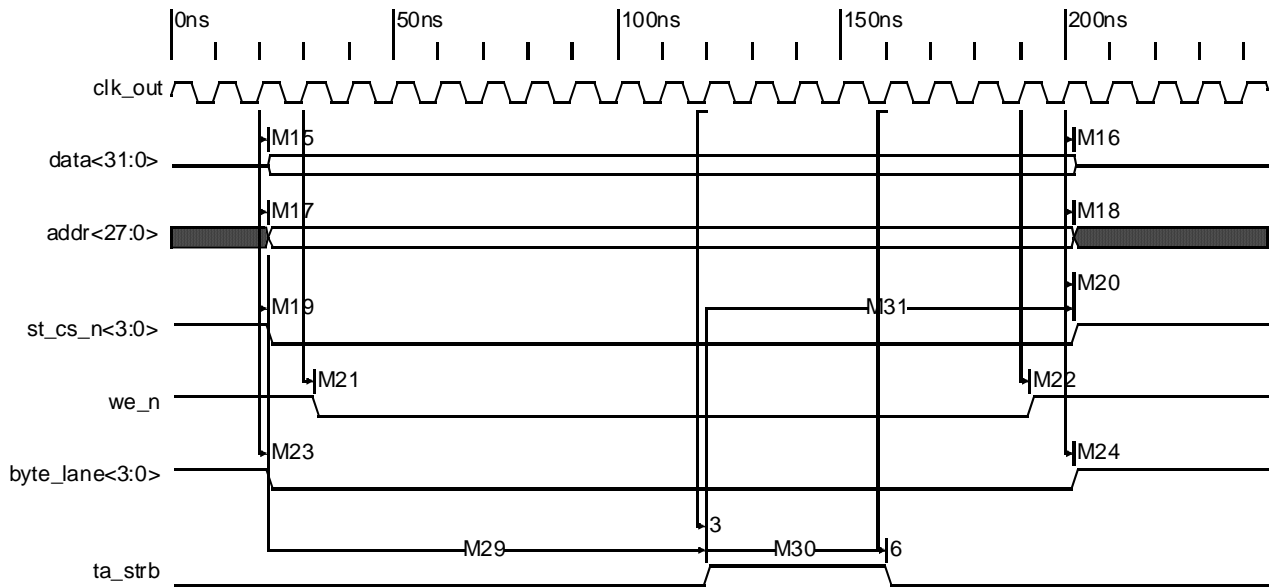 0ns 50ns 100ns 150ns 200ns
clk_out
M15 M16
data<31:0>
M17 M18
addr<27:0>
M20
M19 M31
st_cs_n<3:0>
M21 M22
we_n
M23 M24
byte_lane<3:0>
3
M29 M30 6
ta_strb